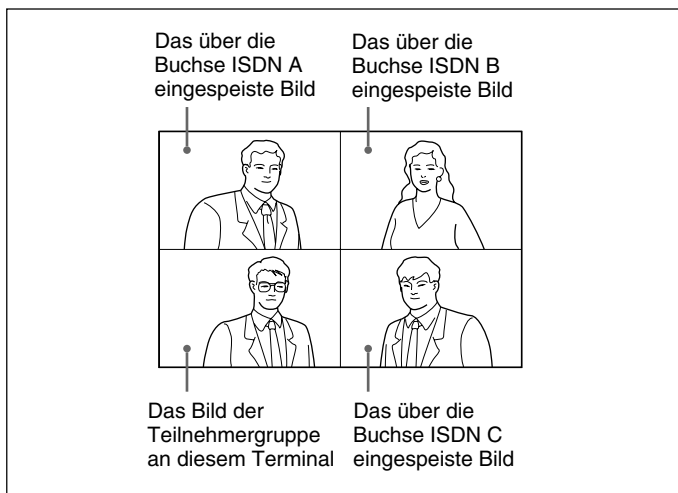 Das über die
Buchse ISDN A
eingespeiste Bild
Das über die
Buchse ISDN B
eingespeiste Bild
Das Bild der
Teilnehmergruppe
an diesem Terminal
Das über die
Buchse ISDN C
eingespeiste Bild